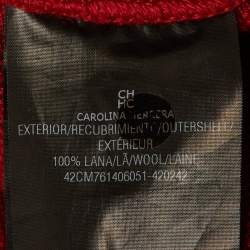 CH
HC
CAROLINA HERRERA
EXTERIOR/RECUBRIMIENTO/OUTERSHELL/
EXTÉRIEUR
100% LANA/LÃ/WOOL/LAINE
42CM761406051-420242